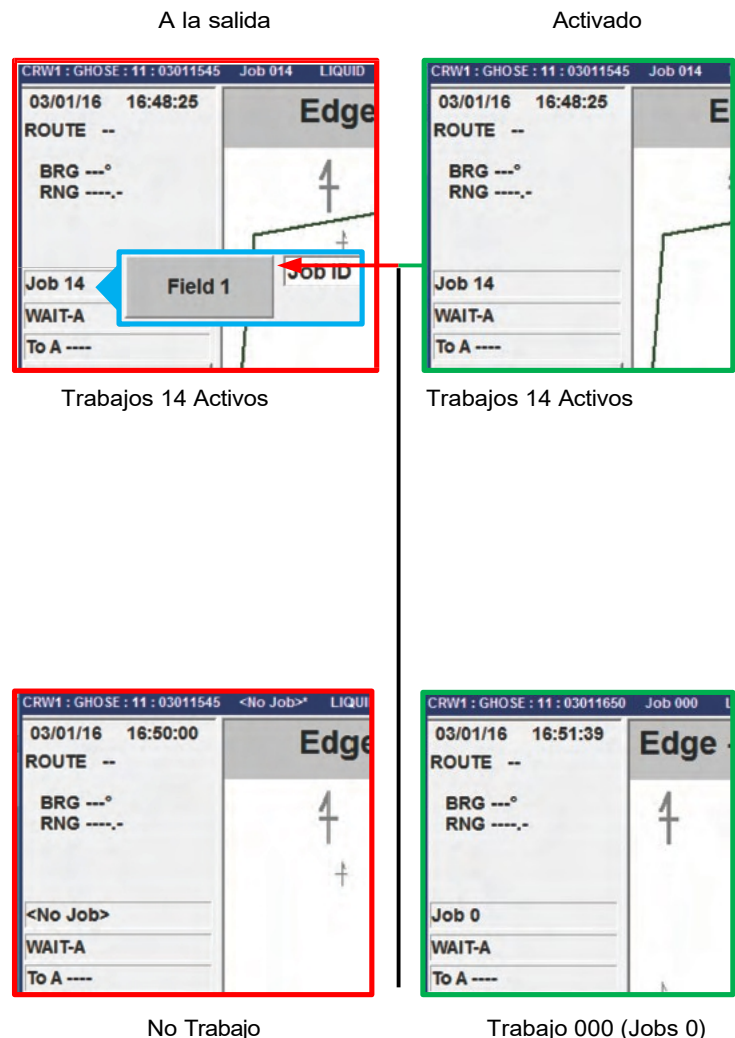 A la salida
Activado
CRW1 : GHOSE : 11 : 03011545 Job 014 LIQUID
03/01/16 16:48:25
ROUTE --
Edge
BRG ---°
RNG ----.-
Job 14
Field 1
Job ID
WAIT-A
To A ----
CRW1 : GHOSE : 11 : 03011545 Job 014
03/01/16 16:48:25
ROUTE --
E
BRG ---°
RNG ----.-
Job 14
WAIT-A
To A ----
Trabajos 14 Activos
Trabajos 14 Activos
CRW1 : GHOSE : 11 : 03011545 <No Job>* LIQUI
03/01/16 16:50:00
ROUTE --
Edge
BRG ---°
RNG ----.-
<No Job>
WAIT-A
To A ----
CRW1 : GHOSE : 11 : 03011650 Job 000 L
03/01/16 16:51:39
ROUTE --
Edge -
BRG ---°
RNG ----.-
Job 0
WAIT-A
To A ----
No Trabajo
Trabajo 000 (Jobs 0)